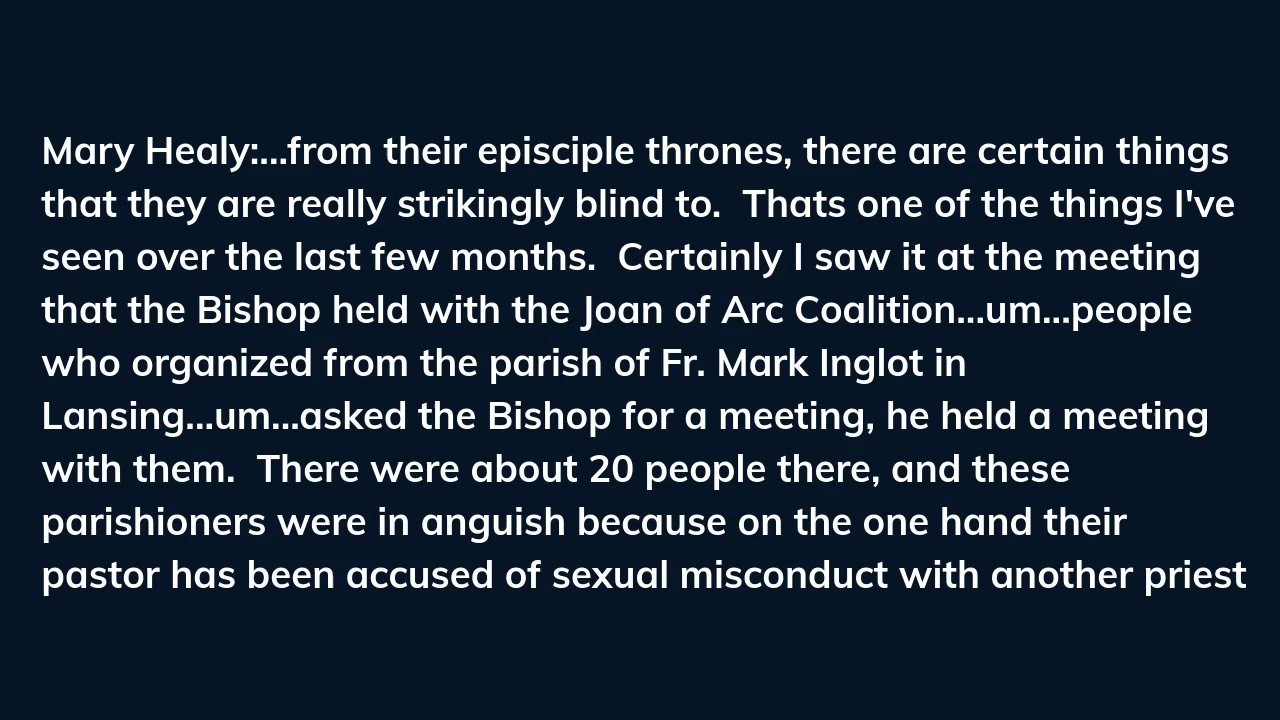 Mary Healy:...from their episciple thrones, there are certain things
that they are really strikingly blind to.  Thats one of the things I've
seen over the last few months.  Certainly I saw it at the meeting
that the Bishop held with the Joan of Arc Coalition...um...people
who organized from the parish of Fr. Mark Inglot in
Lansing...um...asked the Bishop for a meeting, he held a meeting
with them.  There were about 20 people there, and these
parishioners were in anguish because on the one hand their
pastor has been accused of sexual misconduct with another priest